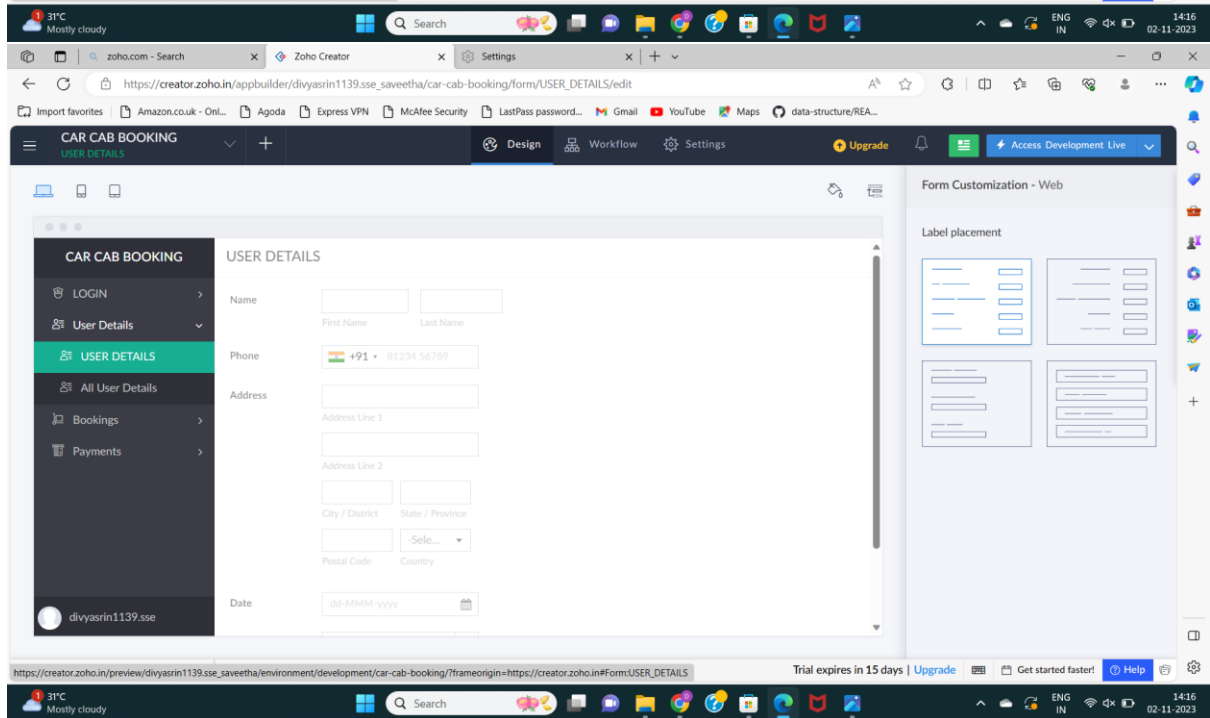 1 31°C Search ENG 14:16
Mostly cloudy IN 02-11-2023
zoho.com - Search Zoho Creator Settings
https://creator.zoho.in/appbuilder/divyasrin1139.sse_saveetha/car-cab-booking/form/USER_DETAILS/edit
Import favorites Amazon.co.uk - Onl... Agoda Express VPN McAfee Security LastPass password... Gmail YouTube Maps data-structure/REA...
CAR CAB BOOKING
USER DETAILS
Design Workflow Settings Upgrade Access Development Live
Form Customization - Web
Label placement
CAR CAB BOOKING
LOGIN
User Details
USER DETAILS
All User Details
Bookings
Payments
divyasrin1139.sse
USER DETAILS
Name
First Name Last Name
Phone +91 81234 56789
Address
Address Line 1
Address Line 2
City / District State / Province
-Sele...
Postal Code Country
Date dd-MMM-yyyy
https://creator.zoho.in/preview/divyasrin1139.sse_saveetha/environment/development/car-cab-booking/?frameorigin=https://creator.zoho.in#Form:USER_DETAILS
Trial expires in 15 days | Upgrade Get started faster! Help
1 31°C Search ENG 14:16
Mostly cloudy IN 02-11-2023